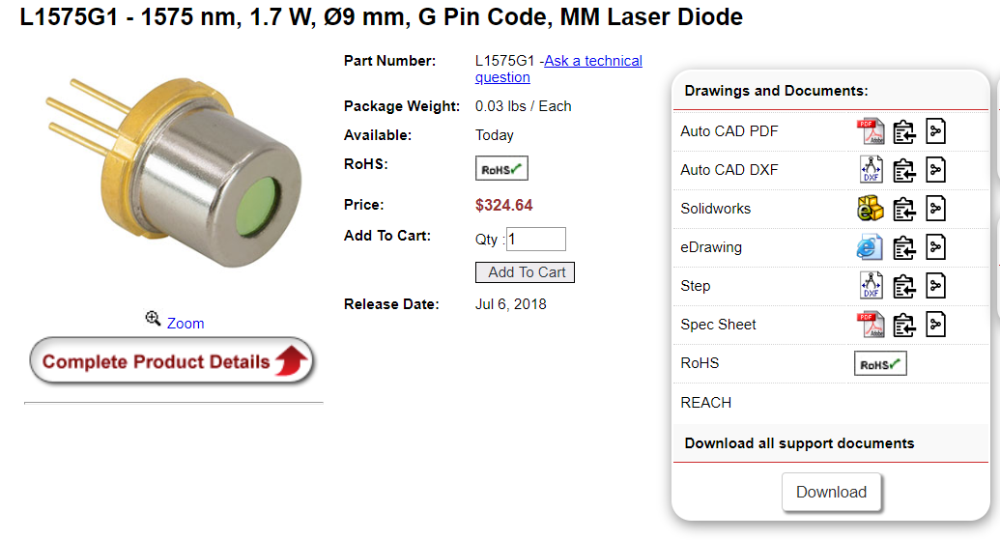 L1575G1 - 1575 nm, 1.7 W, Ø9 mm, G Pin Code, MM Laser Diode
Part Number: L1575G1 -Ask a technical
question
Package Weight: 0.03 lbs / Each
Available: Today
RoHS: RoHS
Price: $324.64
Add To Cart: Qty :1
Add To Cart
Release Date: Jul 6, 2018
Zoom
Complete Product Details
Drawings and Documents:
Auto CAD PDF PDF Adobe
Auto CAD DXF DXF
Solidworks
eDrawing
Step DXF
Spec Sheet PDF Adobe
RoHS RoHS
REACH
Download all support documents
Download